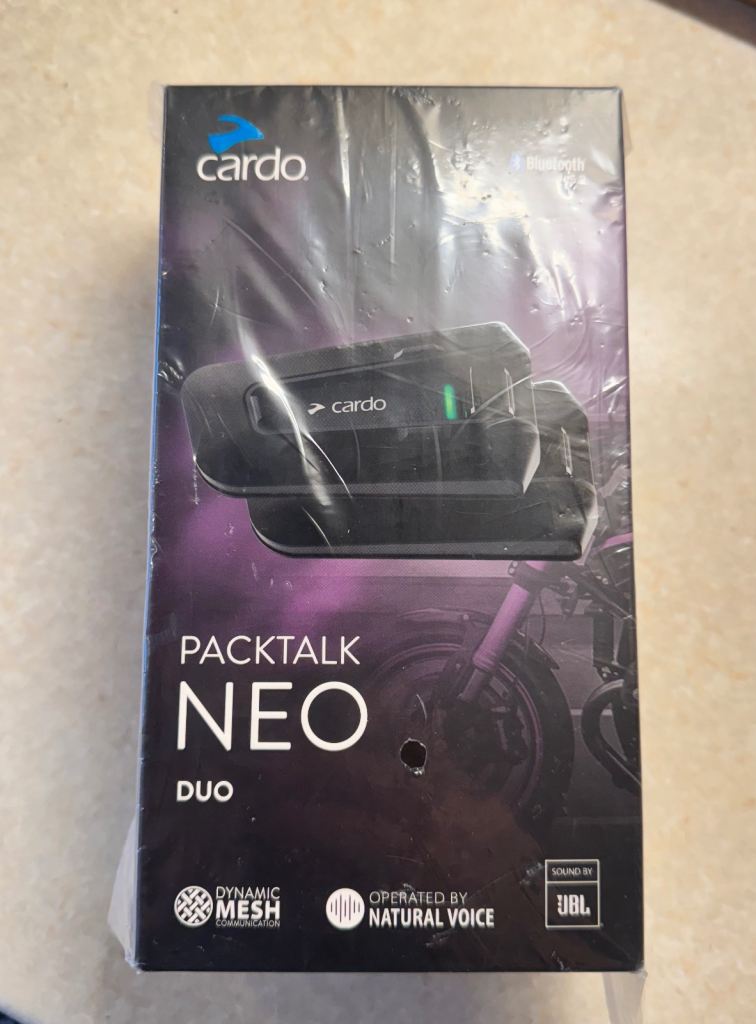 cardo
Bluetooth
cardo
PACKTALK
NEO
DUO
DYNAMIC
MESH
COMMUNICATION
OPERATED BY
NATURAL VOICE
SOUND BY
JBL